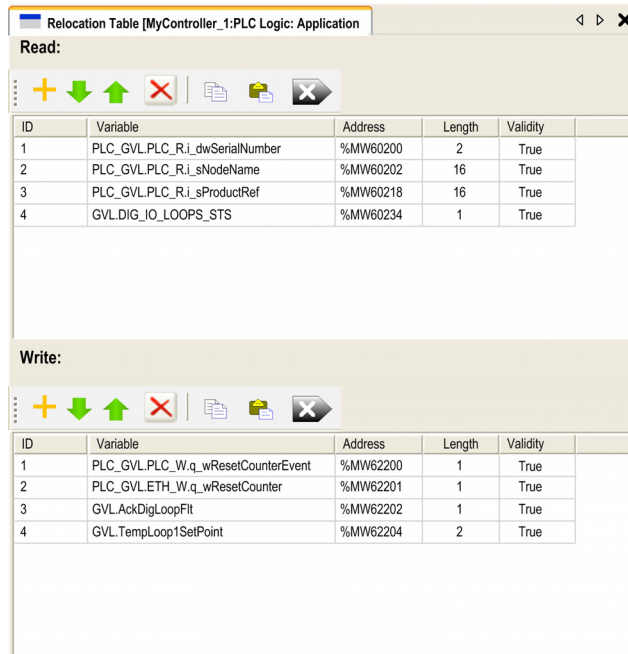 Relocation Table [MyController_1:PLC Logic: Application
Read:
ID Variable Address Length Validity
1 PLC_GVL.PLC_R.i_dwSerialNumber %MW60200 2 True
2 PLC_GVL.PLC_R.i_sNodeName %MW60202 16 True
3 PLC_GVL.PLC_R.i_sProductRef %MW60218 16 True
4 GVL.DIG_IO_LOOPS_STS %MW60234 1 True
Write:
ID Variable Address Length Validity
1 PLC_GVL.PLC_W.q_wResetCounterEvent %MW62200 1 True
2 PLC_GVL.ETH_W.q_wResetCounter %MW62201 1 True
3 GVL.AckDigLoopFlt %MW62202 1 True
4 GVL.TempLoop1SetPoint %MW62204 2 True